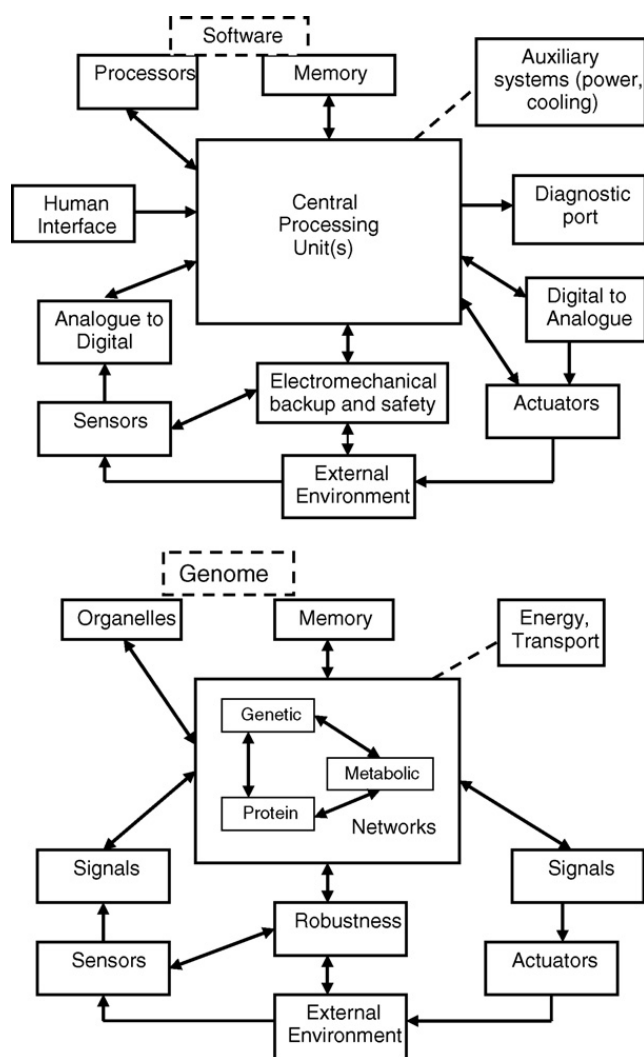 Software
Processors
Memory
Auxiliary
systems (power,
cooling)
Human
Interface
Central
Processing
Unit(s)
Diagnostic
port
Analogue to
Digital
Digital to
Analogue
Sensors
Electromechanical
backup and safety
Actuators
External
Environment
Genome
Organelles
Memory
Energy,
Transport
Genetic
Metabolic
Protein
Networks
Signals
Signals
Robustness
Sensors
Actuators
External
Environment